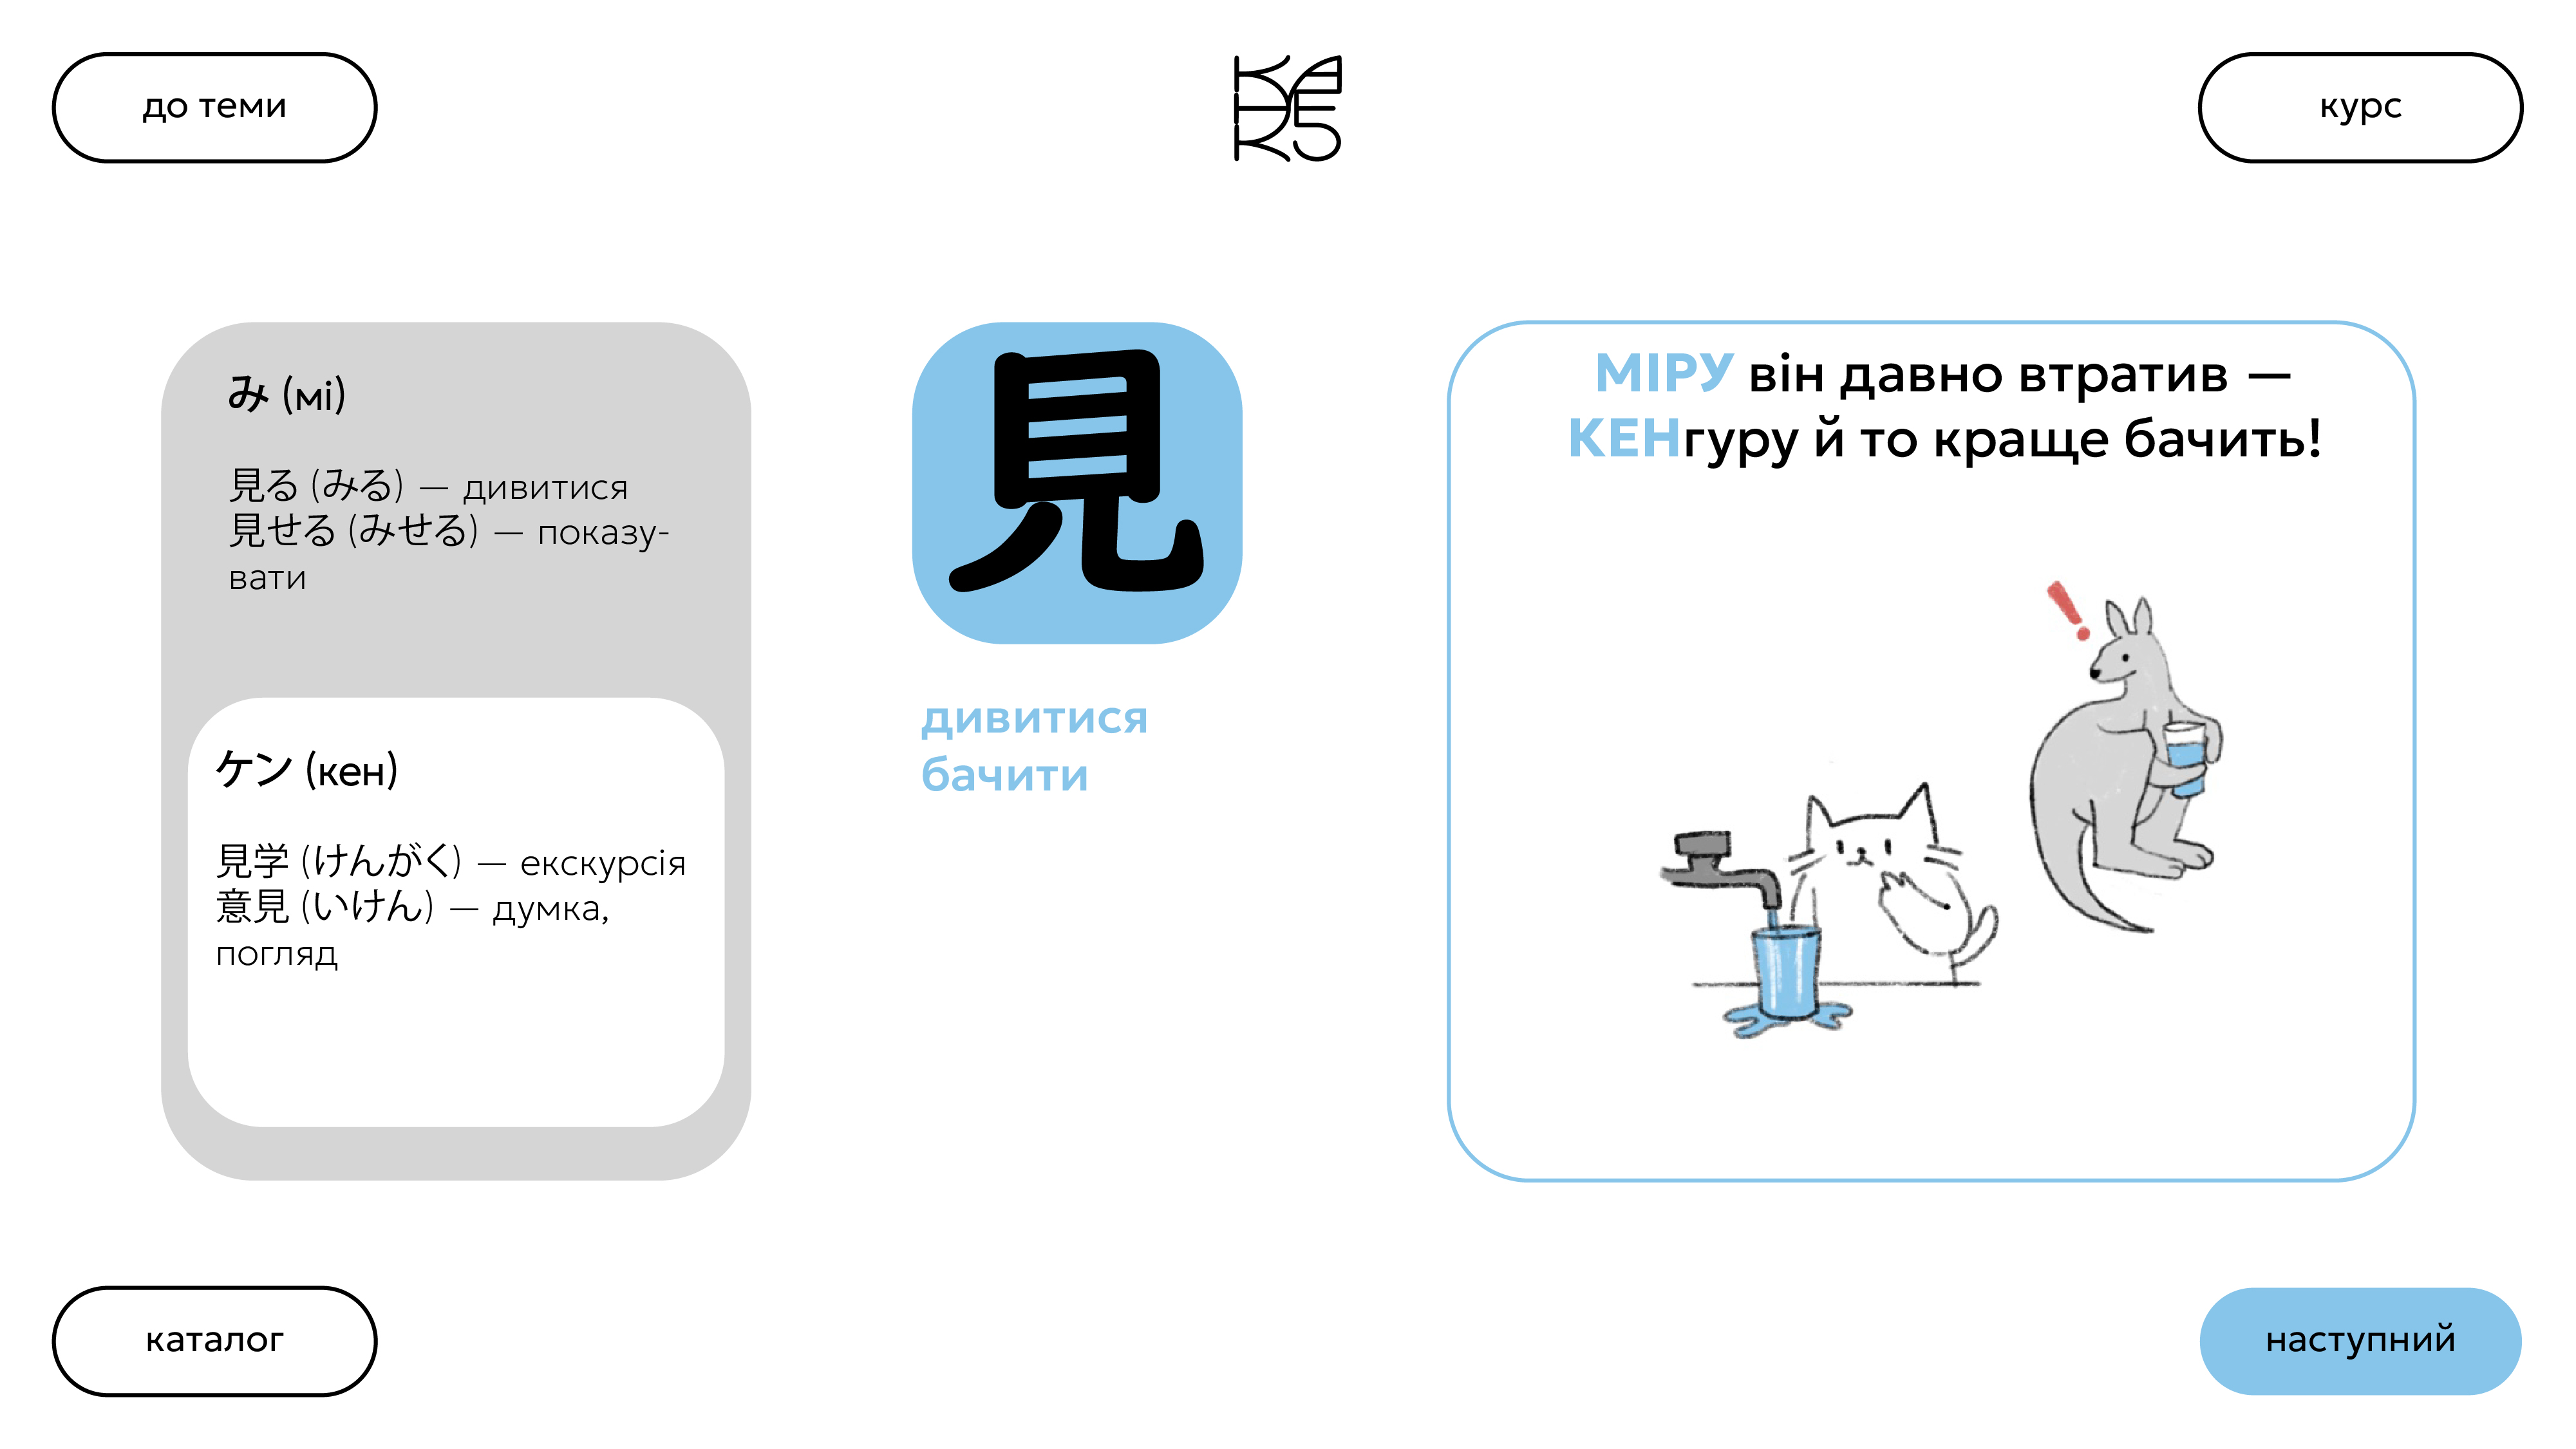 до теми
курс
み (мі)
見る (みる) — дивитися
見せる (みせる) — показу-
вати
ケン (кен)
見学 (けんがく) — екскурсія
意見 (いけん) — думка,
погляд
見
дивитися
бачити
МІРУ він давно втратив —
КЕНгуру й то краще бачить!
каталог
наступний